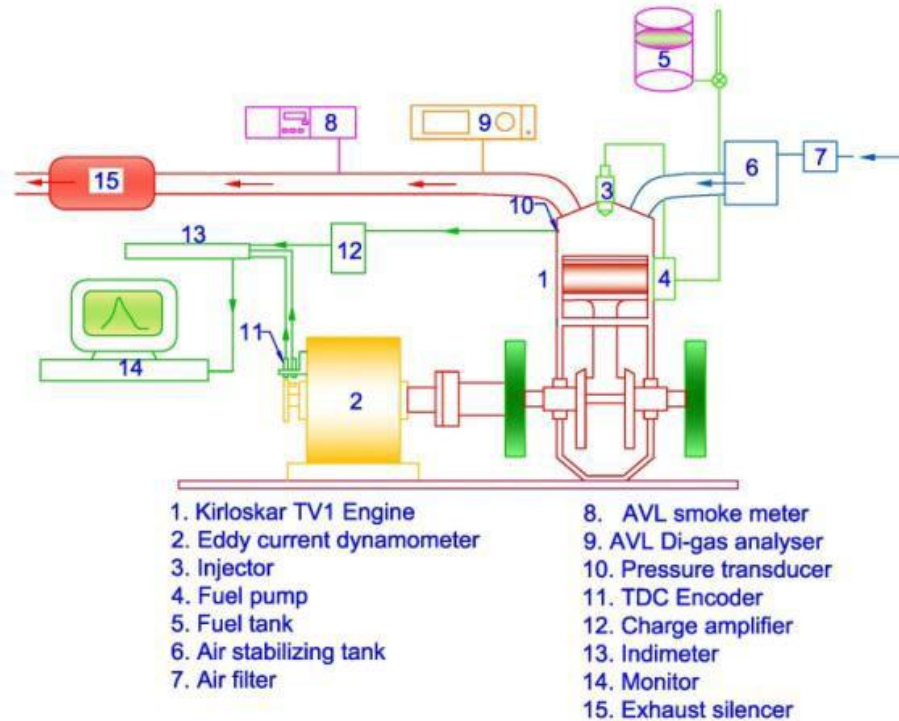 5
8
9
6
7
15
3
10
13
12
1
4
11
14
2
1. Kirloskar TV1 Engine
2. Eddy current dynamometer
3. Injector
4. Fuel pump
5. Fuel tank
6. Air stabilizing tank
7. Air filter
8. AVL smoke meter
9. AVL Di-gas analyser
10. Pressure transducer
11. TDC Encoder
12. Charge amplifier
13. Indimeter
14. Monitor
15. Exhaust silencer